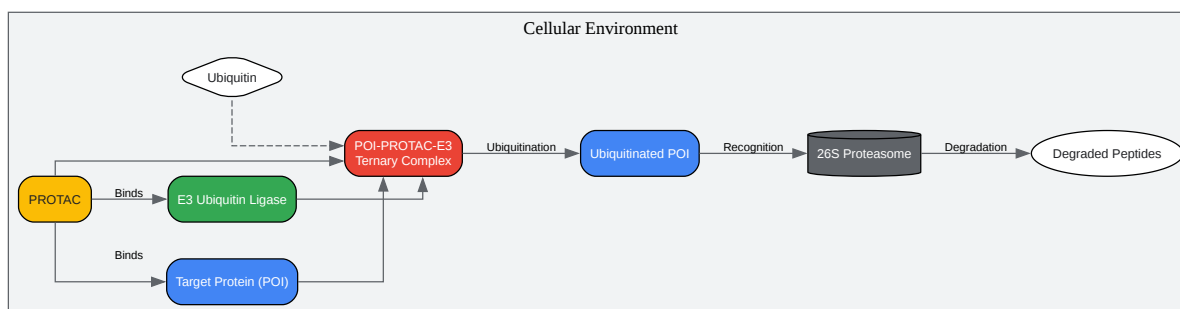 Cellular Environment
Ubiquitin
POI-PROTAC-E3
Ternary Complex
Ubiquitination
Ubiquitinated POI
Recognition
26S Proteasome
Degradation
Degraded Peptides
PROTAC
Binds
E3 Ubiquitin Ligase
Binds
Target Protein (POI)